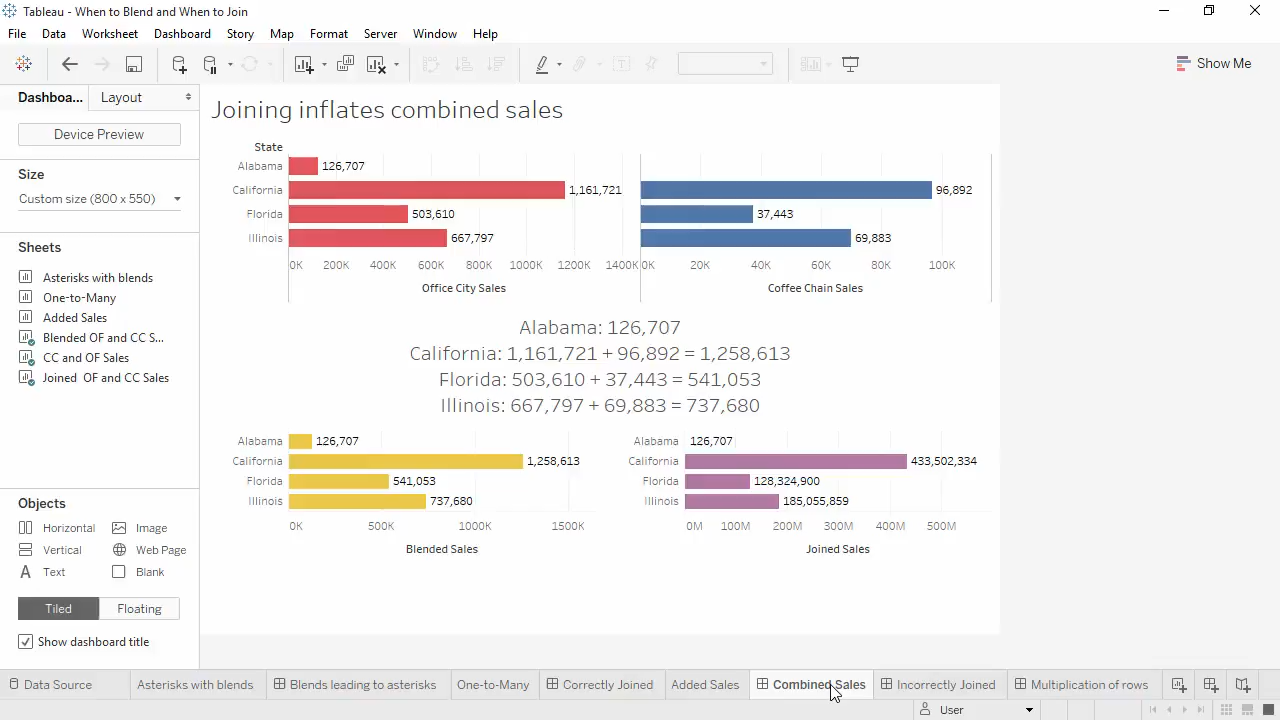 Tableau - When to Blend and When to Join
File Data Worksheet Dashboard Story Map Format Server Window Help
Show Me
Dashboa... Layout
Device Preview
Size
Custom size (800 x 550)
Sheets
Asterisks with blends
One-to-Many
Added Sales
Blended OF and CC S...
CC and OF Sales
Joined OF and CC Sales
Objects
Horizontal Image
Vertical Web Page
A Text Blank
Tiled Floating
Show dashboard title
Joining inflates combined sales
State
Alabama 126,707
California 1,161,721 96,892
Florida 503,610 37,443
Illinois 667,797 69,883
0K 200K 400K 600K 800K 1000K 1200K 1400K 0K 20K 40K 60K 80K 100K
Office City Sales Coffee Chain Sales
Alabama: 126,707
California: 1,161,721 + 96,892 = 1,258,613
Florida: 503,610 + 37,443 = 541,053
Illinois: 667,797 + 69,883 = 737,680
Alabama 126,707 Alabama 126,707
California 1,258,613 California 433,502,334
Florida 541,053 Florida 128,324,900
Illinois 737,680 Illinois 185,055,859
0K 500K 1000K 1500K 0M 100M 200M 300M 400M 500M
Blended Sales Joined Sales
Data Source Asterisks with blends Blends leading to asterisks One-to-Many Correctly Joined Added Sales Combined Sales Incorrectly Joined Multiplication of rows
User